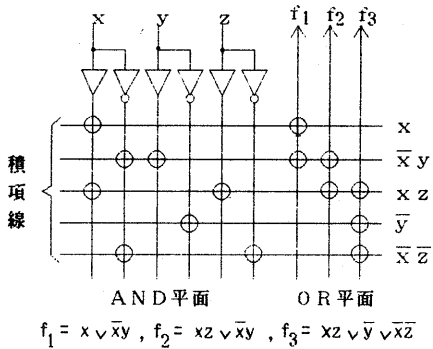 x y z f₁ f₂ f₃
x
x̅ y
x z
y̅
x̅ z̅
積項線
AND平面 OR平面
f₁ = x ∨ x̅y , f₂ = xz ∨ x̅y , f₃ = xz ∨ y̅ ∨ x̅z̅